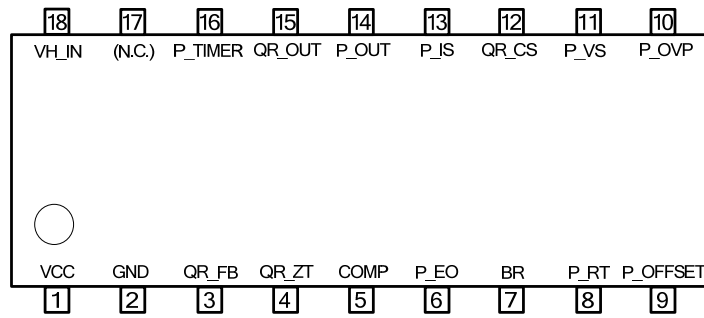 18 17 16 15 14 13 12 11 10
VH_IN (N.C.) P_TIMER QR_OUT P_OUT P_IS QR_CS P_VS P_OVP
VCC GND QR_FB QR_ZT COMP P_EO BR P_RT P_OFFSET
1 2 3 4 5 6 7 8 9